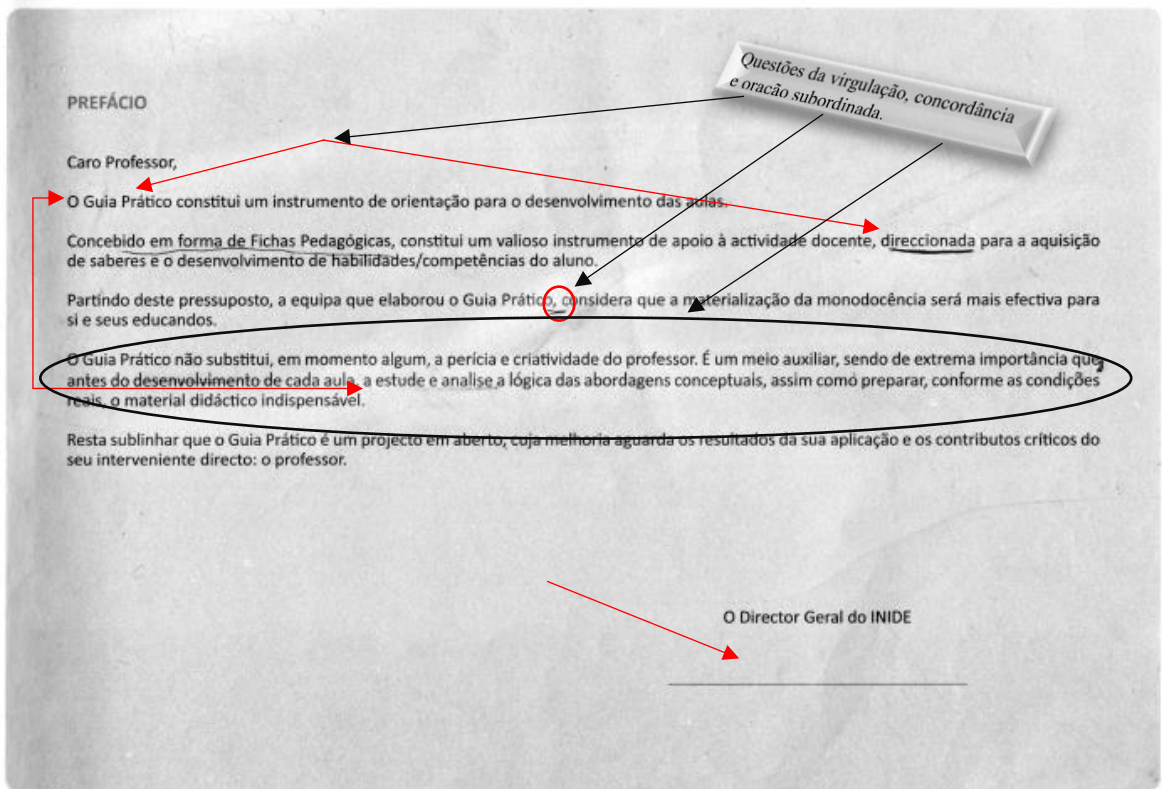 Questões da virgulação, concordância
e oracão subordinada.
PREFÁCIO
Caro Professor,
O Guia Prático constitui um instrumento de orientação para o desenvolvimento das aulas.
Concebido em forma de Fichas Pedagógicas, constitui um valioso instrumento de apoio à actividade docente, direccionada para a aquisição
de saberes e o desenvolvimento de habilidades/competências do aluno.
Partindo deste pressuposto, a equipa que elaborou o Guia Prático, considera que a materialização da monodocência será mais efectiva para
si e seus educandos.
O Guia Prático não substitui, em momento algum, a perícia e criatividade do professor. É um meio auxiliar, sendo de extrema importância que,
antes do desenvolvimento de cada aula, a estude e analise a lógica das abordagens conceptuais, assim como preparar, conforme as condições
reais, o material didáctico indispensável.
Resta sublinhar que o Guia Prático é um projecto em aberto, cuja melhoria aguarda os resultados da sua aplicação e os contributos críticos do
seu interveniente directo: o professor.
O Director Geral do INIDE